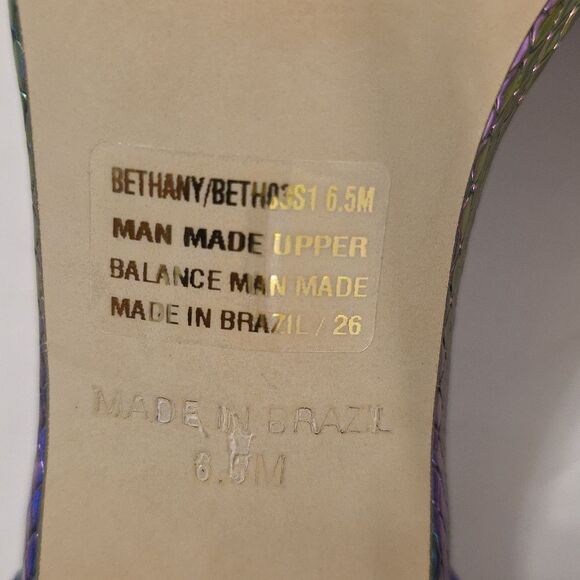 BETHANY/BETH03S1 6.5M
MAN MADE UPPER
BALANCE MAN MADE
MADE IN BRAZIL / 26
MADE IN BRAZIL
6.5M